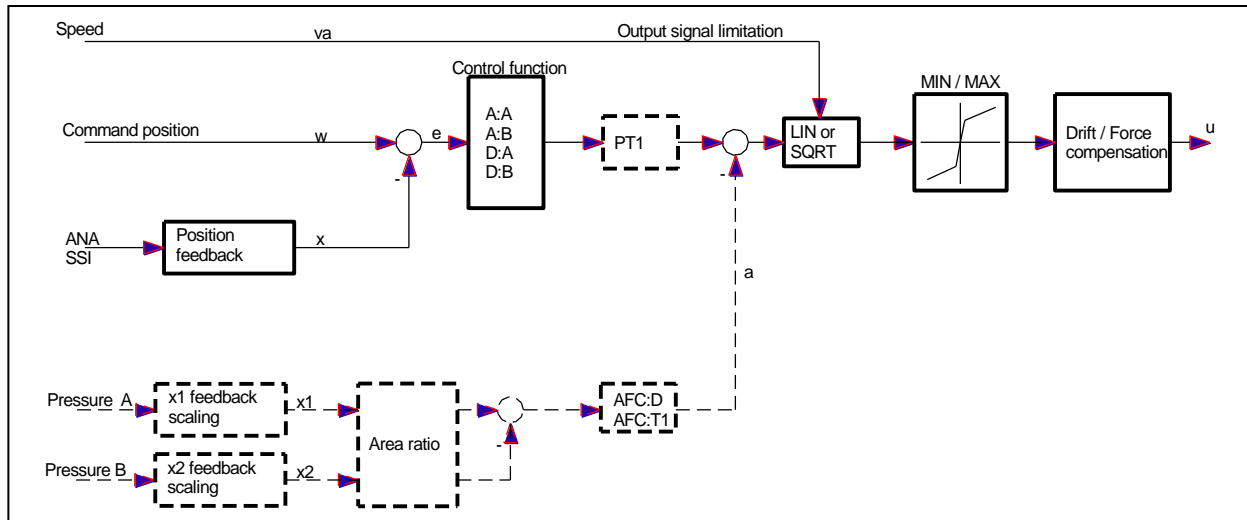 Speed
va
Output signal limitation
Control function
MIN / MAX
A:A
A:B
D:A
D:B
Command position
w
e
PT1
LIN or
SQRT
Drift / Force
compensation
u
-
-
ANA
SSI
Position
feedback
x
a
Pressure A
x1 feedback
scaling
x1
Area ratio
AFC:D
AFC:T1
-
Pressure B
x2 feedback
scaling
x2